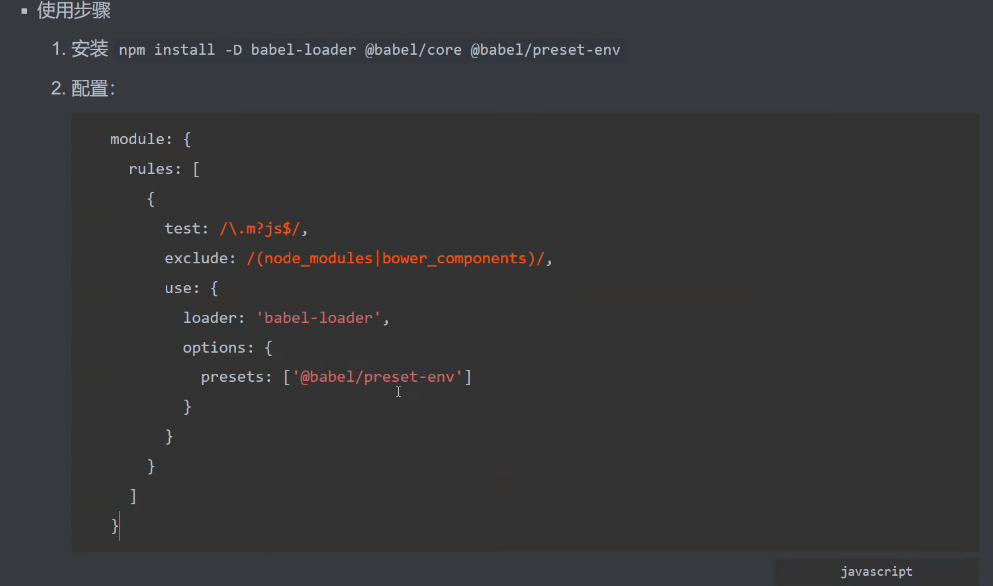 ▪ 使用步骤
1. 安装 npm install -D babel-loader @babel/core @babel/preset-env
2. 配置：
module: {
  rules: [
    {
      test: /\.m?js$/,
      exclude: /(node_modules|bower_components)/,
      use: {
        loader: 'babel-loader',
        options: {
          presets: ['@babel/preset-env']
        }
      }
    }
  ]
}
javascript